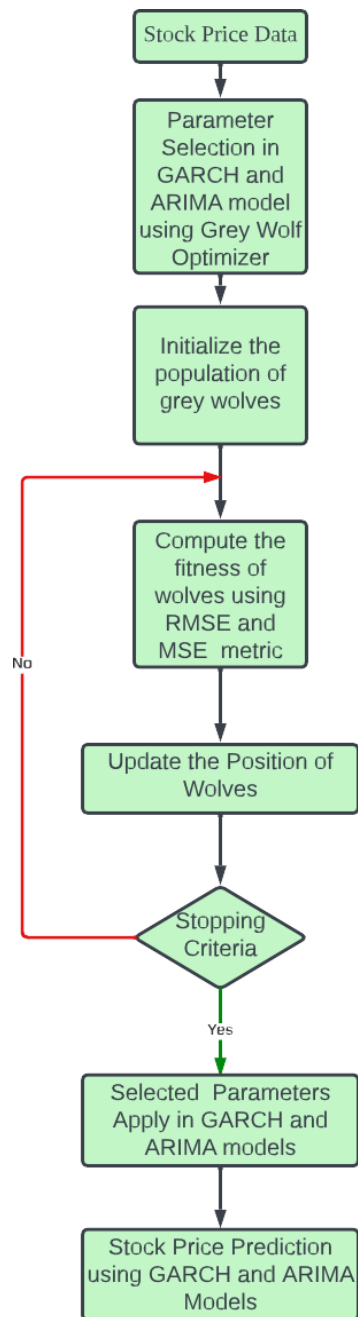 Stock Price Data
Parameter
Selection in
GARCH and
ARIMA model
using Grey Wolf
Optimizer
Initialize the
population of
grey wolves
Compute the
fitness of
wolves using
RMSE and
MSE metric
No
Update the Position of
Wolves
Stopping
Criteria
Yes
Selected Parameters
Apply in GARCH and
ARIMA models
Stock Price Prediction
using GARCH and ARIMA
Models